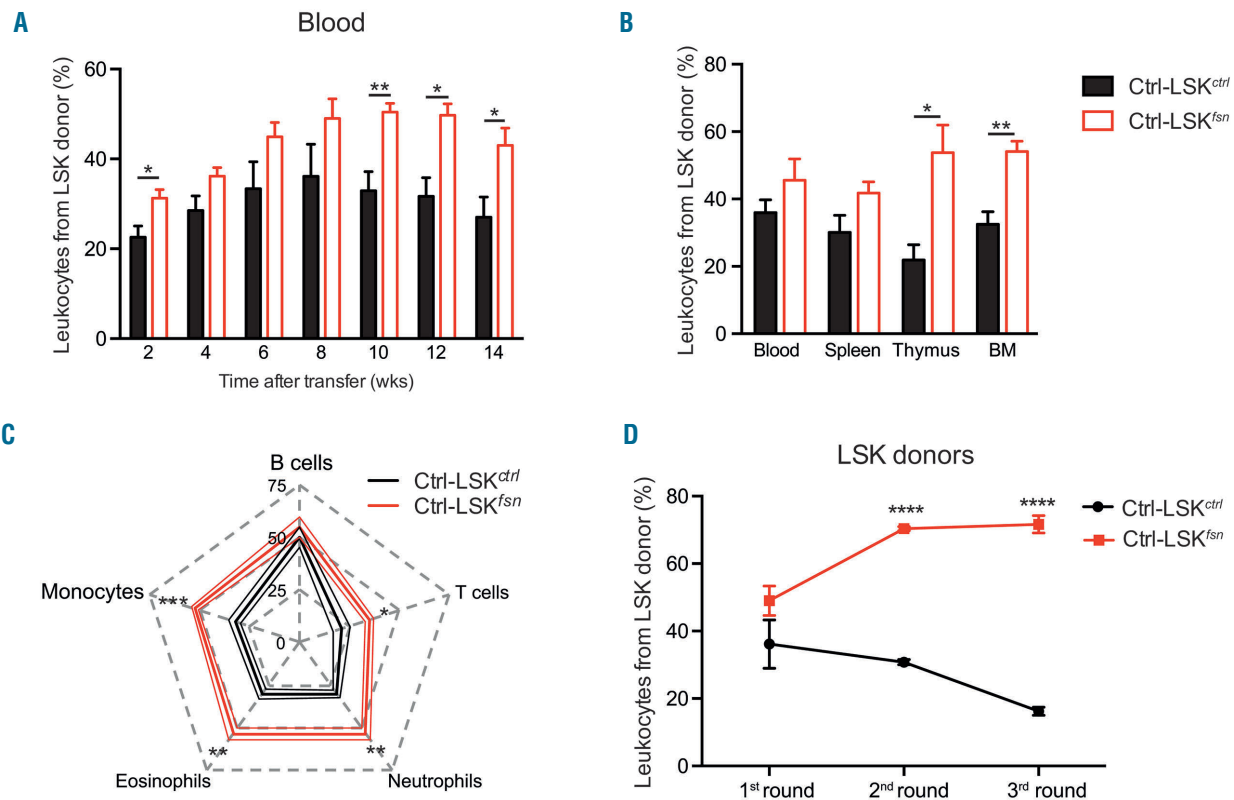 A
Blood
Leukocytes from LSK donor (%)
60
40
20
0
*
**
*
*
2 4 6 8 10 12 14
Time after transfer (wks)
B
Leukocytes from LSK donor (%)
80
60
40
20
0
*
**
Blood Spleen Thymus BM
Ctrl-LSKctrl
Ctrl-LSKfsn
C
B cells
75
50
25
0
Ctrl-LSKctrl
Ctrl-LSKfsn
Monocytes
***
T cells
*
Eosinophils
**
Neutrophils
**
D
LSK donors
Leukocytes from LSK donor (%)
80
60
40
20
0
****
****
Ctrl-LSKctrl
Ctrl-LSKfsn
1st round 2nd round 3rd round